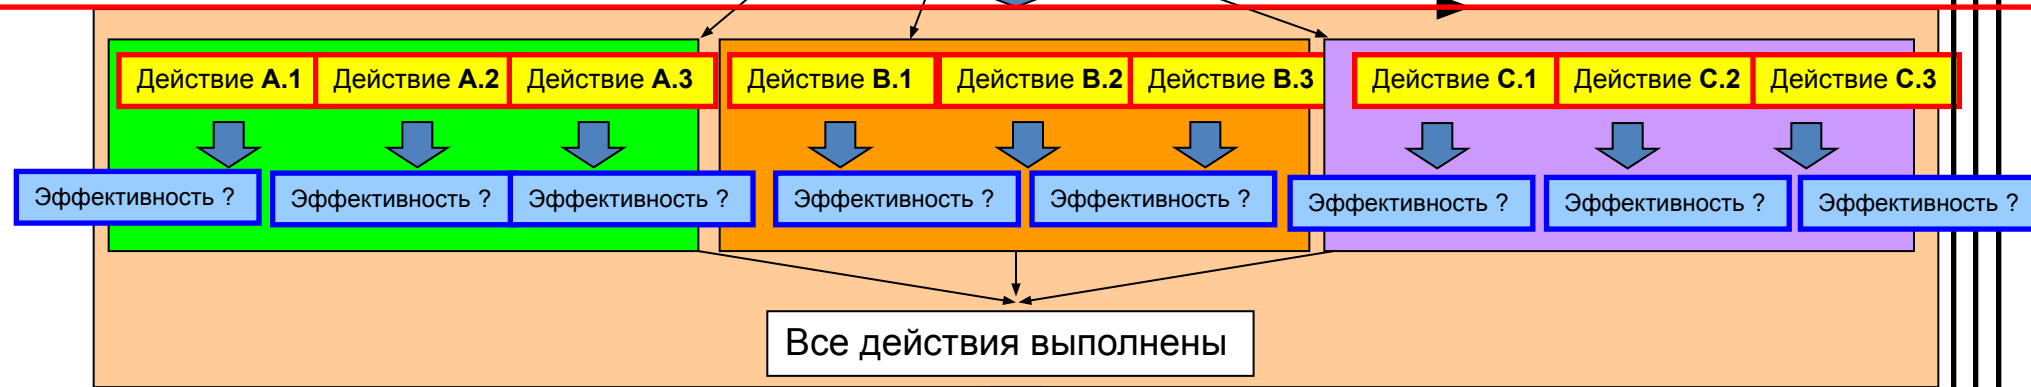 Действие A.1 Действие A.2 Действие A.3 Действие B.1 Действие B.2 Действие B.3 Действие C.1 Действие C.2 Действие C.3
Эффективность ? Эффективность ? Эффективность ? Эффективность ? Эффективность ? Эффективность ? Эффективность ? Эффективность ?
Все действия выполнены